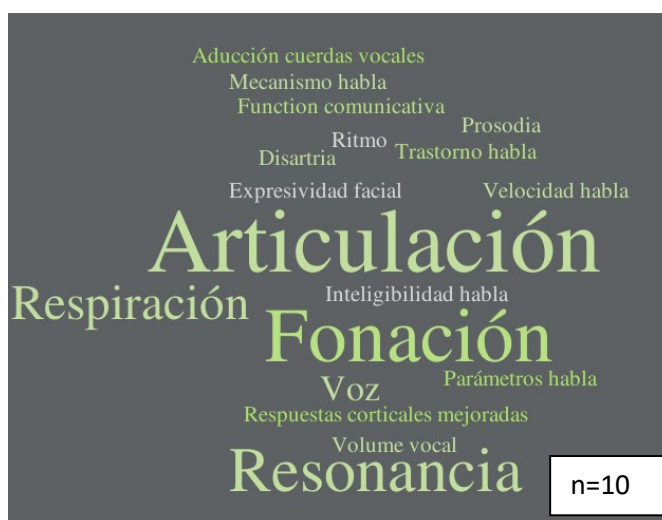 Aducción cuerdas vocales
Mecanismo habla
Function comunicativa
Prosodia
Ritmo
Trastorno habla
Disartria
Expresividad facial
Velocidad habla
Articulación
Respiración
Inteligibilidad habla
Fonación
Parámetros habla
Voz
Respuestas corticales mejoradas
Volume vocal
Resonancia
n=10